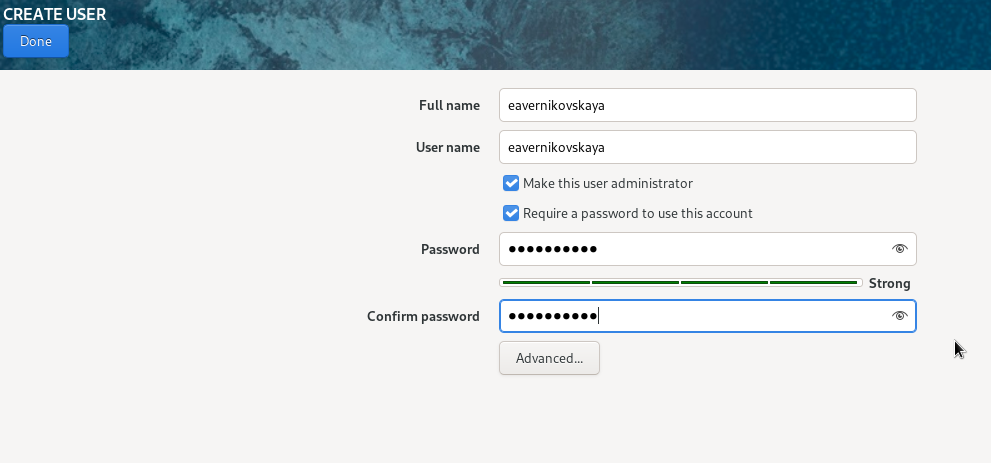 CREATE USER
Done
Full name eavernikovskaya
User name eavernikovskaya
Make this user administrator
Require a password to use this account
Password ●●●●●●●●●●
Strong
Confirm password ●●●●●●●●●●
Advanced...